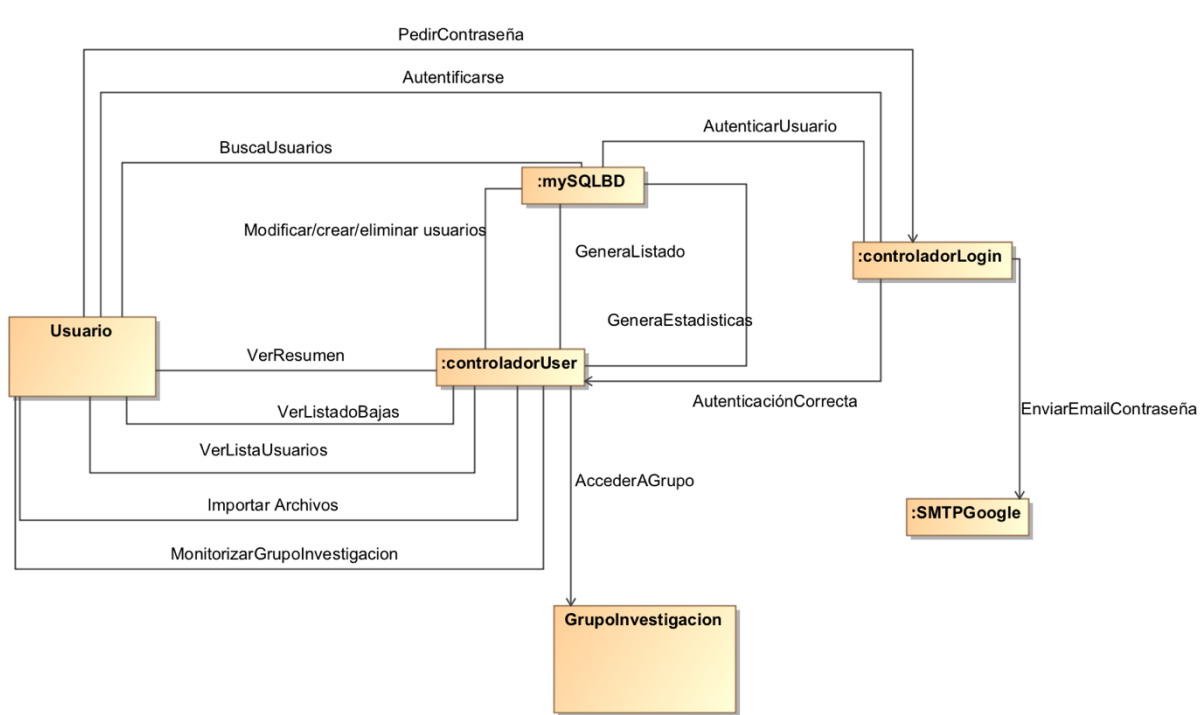 PedirContraseña
Autentificarse
AutenticarUsuario
BuscaUsuarios
:mySQLBD
Modificar/crear/eliminar usuarios
GeneraListado
:controladorLogin
GeneraEstadisticas
Usuario
VerResumen
:controladorUser
AutenticaciónCorrecta
VerListadoBajas
EnviarEmailContraseña
VerListaUsuarios
AccederAGrupo
Importar Archivos
:SMTPGoogle
MonitorizarGrupoInvestigacion
GrupoInvestigacion